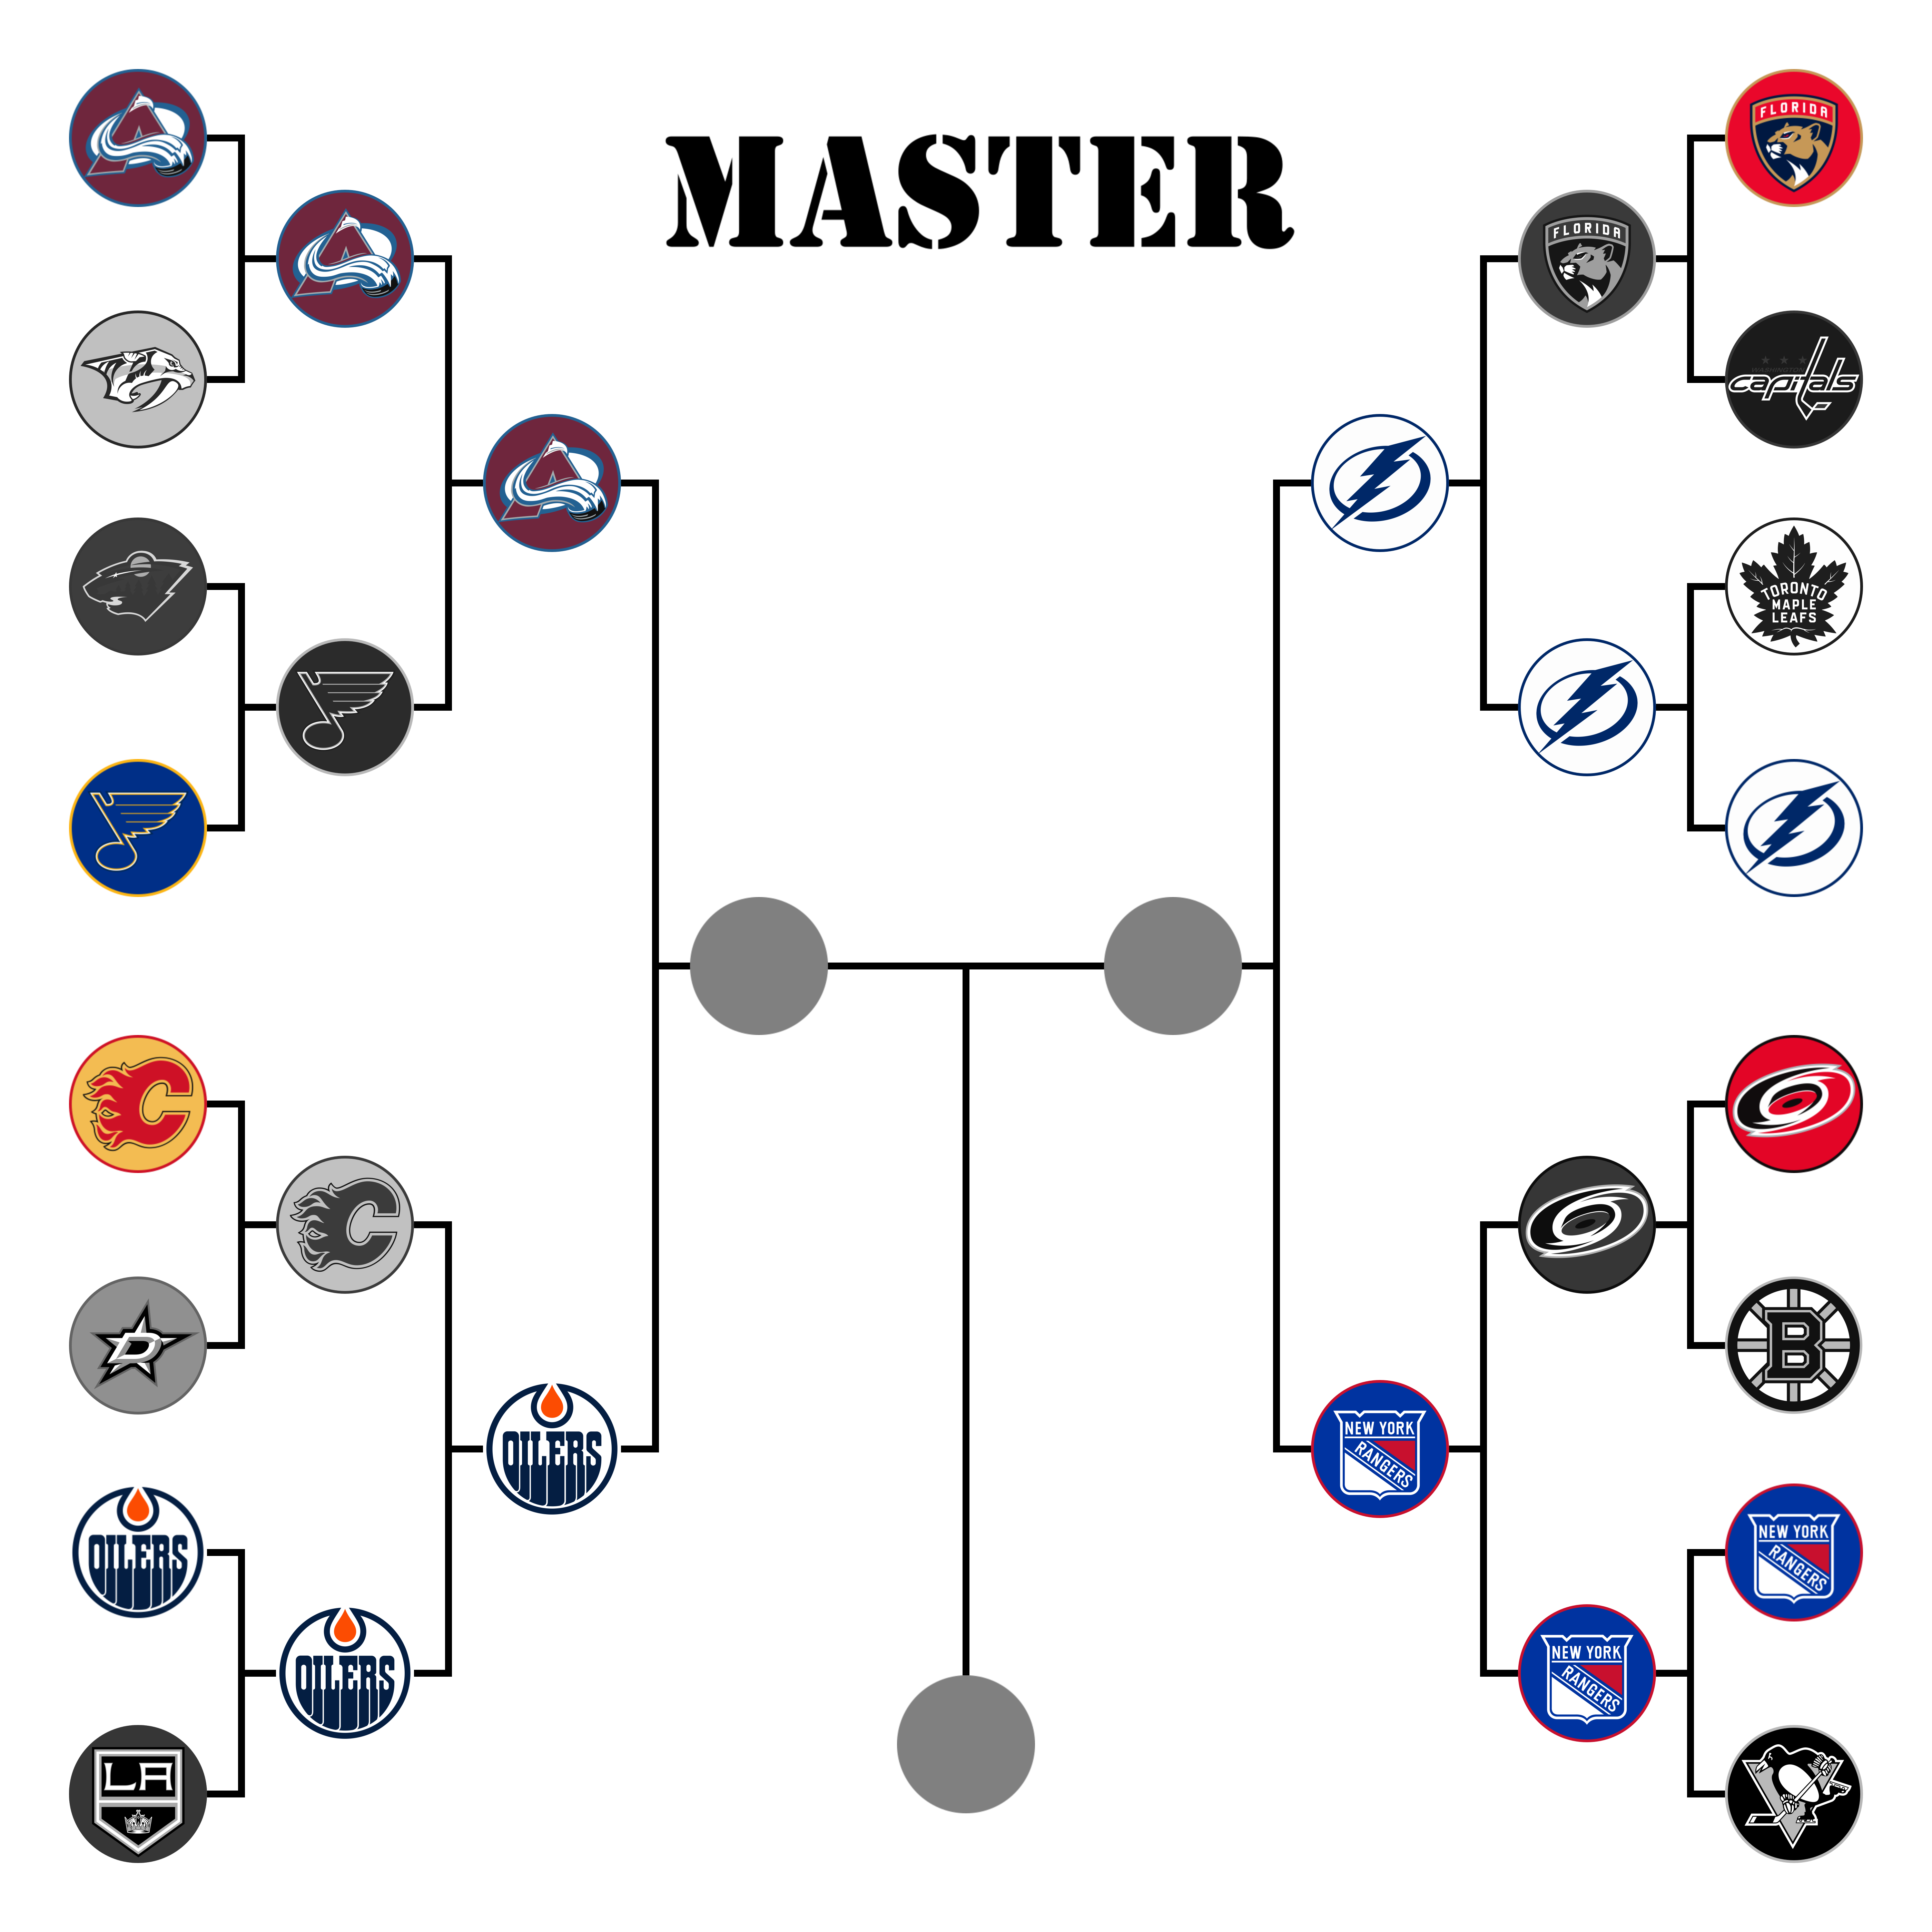 MASTER
FLORIDA
FLORIDA
capitals
TORONTO
MAPLE
LEAFS
OILERS
NEW YORK
RANGERS
B
OILERS
NEW YORK
RANGERS
OILERS
NEW YORK
RANGERS
LA